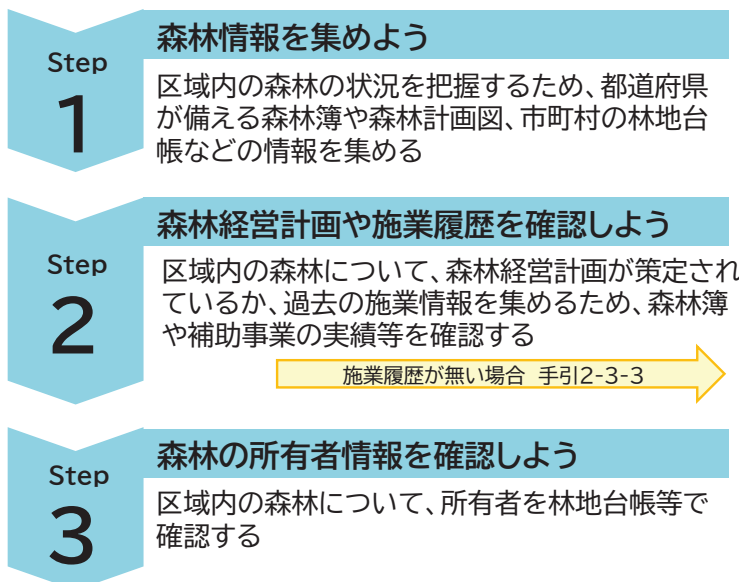 Step
1
森林情報を集めよう
区域内の森林の状況を把握するため、都道府県
が備える森林簿や森林計画図、市町村の林地台
帳などの情報を集める
Step
2
森林経営計画や施業履歴を確認しよう
区域内の森林について、森林経営計画が策定され
ているか、過去の施業情報を集めるため、森林簿
や補助事業の実績等を確認する
施業履歴が無い場合 手引2-3-3
Step
3
森林の所有者情報を確認しよう
区域内の森林について、所有者を林地台帳等で
確認する